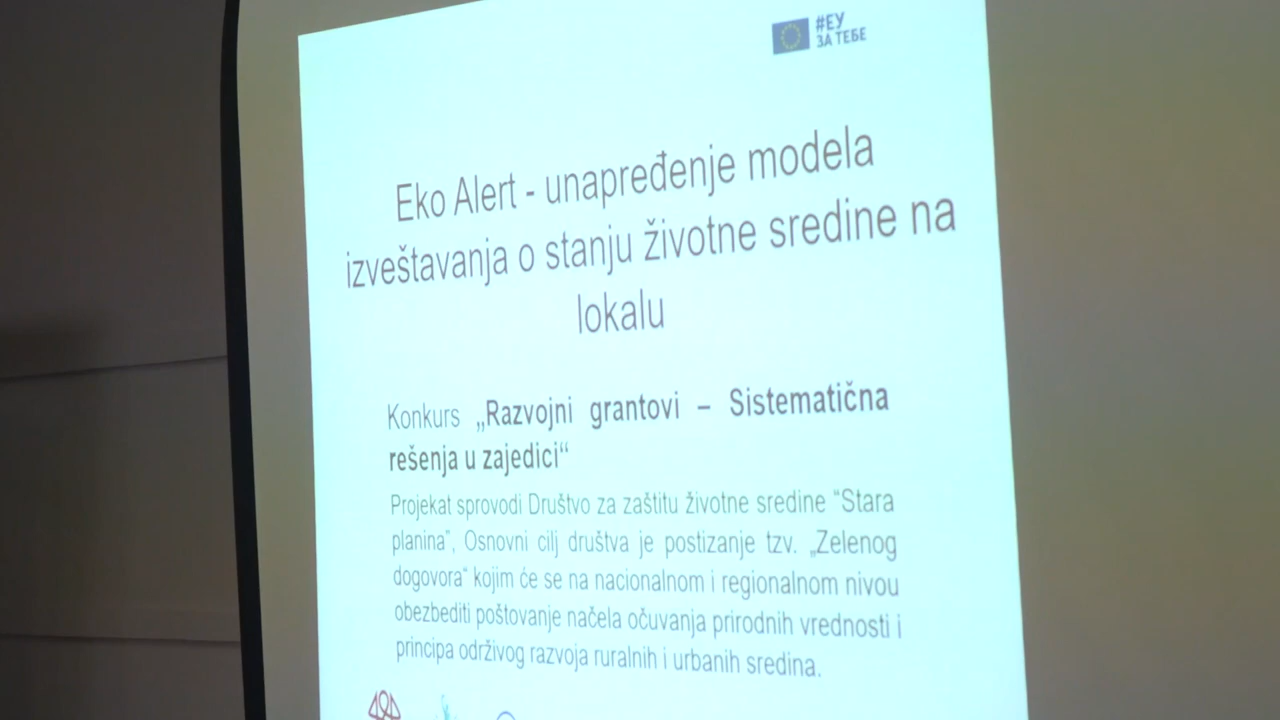 #ЕУ
ЗА ТЕБЕ
Eko Alert - unapređenje modela
izveštavanja o stanju životne sredine na
lokalu
Konkurs „Razvojni grantovi – Sistematična
rešenja u zajedici“
Projekat sprovodi Društvo za zaštitu životne sredine “Stara
planina”, Osnovni cilj društva je postizanje tzv. „Zelenog
dogovora“ kojim će se na nacionalnom i regionalnom nivou
obezbediti poštovanje načela očuvanja prirodnih vrednosti i
principa održivog razvoja ruralnih i urbanih sredina.